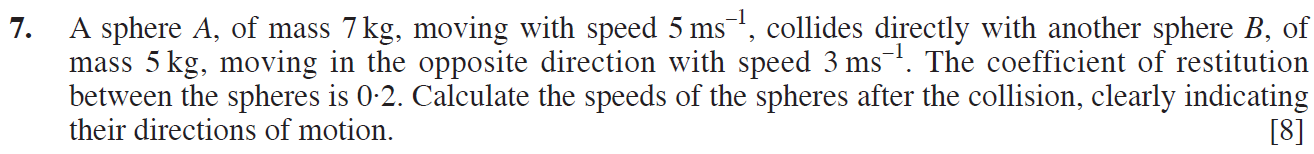 7. A sphere A, of mass 7 kg, moving with speed 5 ms⁻¹, collides directly with another sphere B, of
mass 5 kg, moving in the opposite direction with speed 3 ms⁻¹. The coefficient of restitution
between the spheres is 0·2. Calculate the speeds of the spheres after the collision, clearly indicating
their directions of motion. [8]